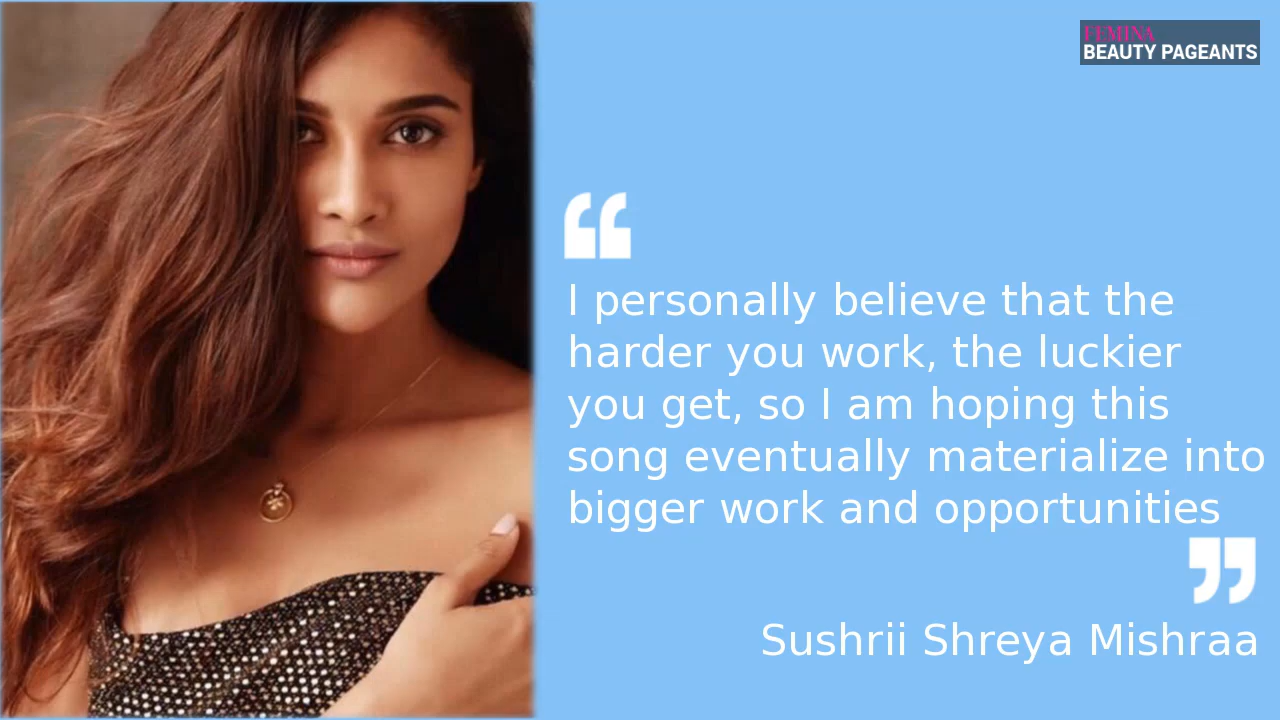 FEMINA
BEAUTY PAGEANTS
“
I personally believe that the
harder you work, the luckier
you get, so I am hoping this
song eventually materialize into
bigger work and opportunities
”
Sushrii Shreya Mishraa